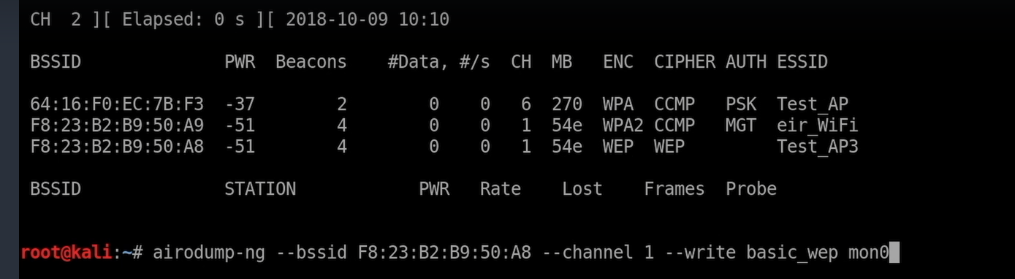 CH  2 ][ Elapsed: 0 s ][ 2018-10-09 10:10
BSSID              PWR  Beacons    #Data, #/s  CH  MB   ENC  CIPHER AUTH ESSID
64:16:F0:EC:7B:F3  -37        2        0    0   6  270  WPA  CCMP   PSK  Test_AP
F8:23:B2:B9:50:A9  -51        4        0    0   1  54e  WPA2 CCMP   MGT  eir_WiFi
F8:23:B2:B9:50:A8  -51        4        0    0   1  54e  WEP  WEP         Test_AP3
BSSID              STATION            PWR   Rate    Lost    Frames  Probe
root@kali:~# airodump-ng --bssid F8:23:B2:B9:50:A8 --channel 1 --write basic_wep mon0